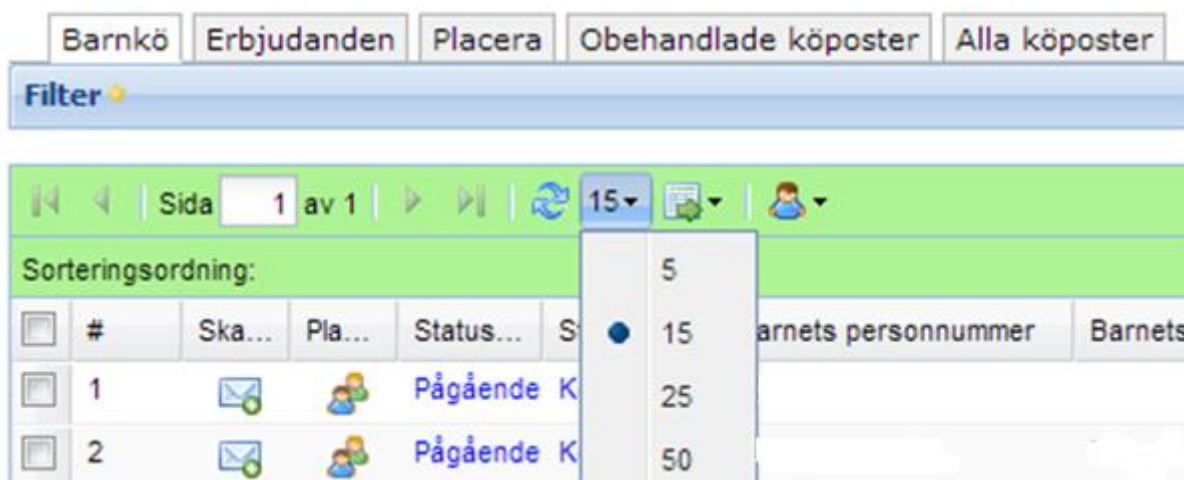 Barnkö Erbjudanden Placera Obehandlade köposter Alla köposter
Filter
Sida 1 av 1 15
Sorteringsordning:
5
# Ska... Pla... Status... S 15 arnets personnummer Barnets
1 Pågående K
25
2 Pågående K
50